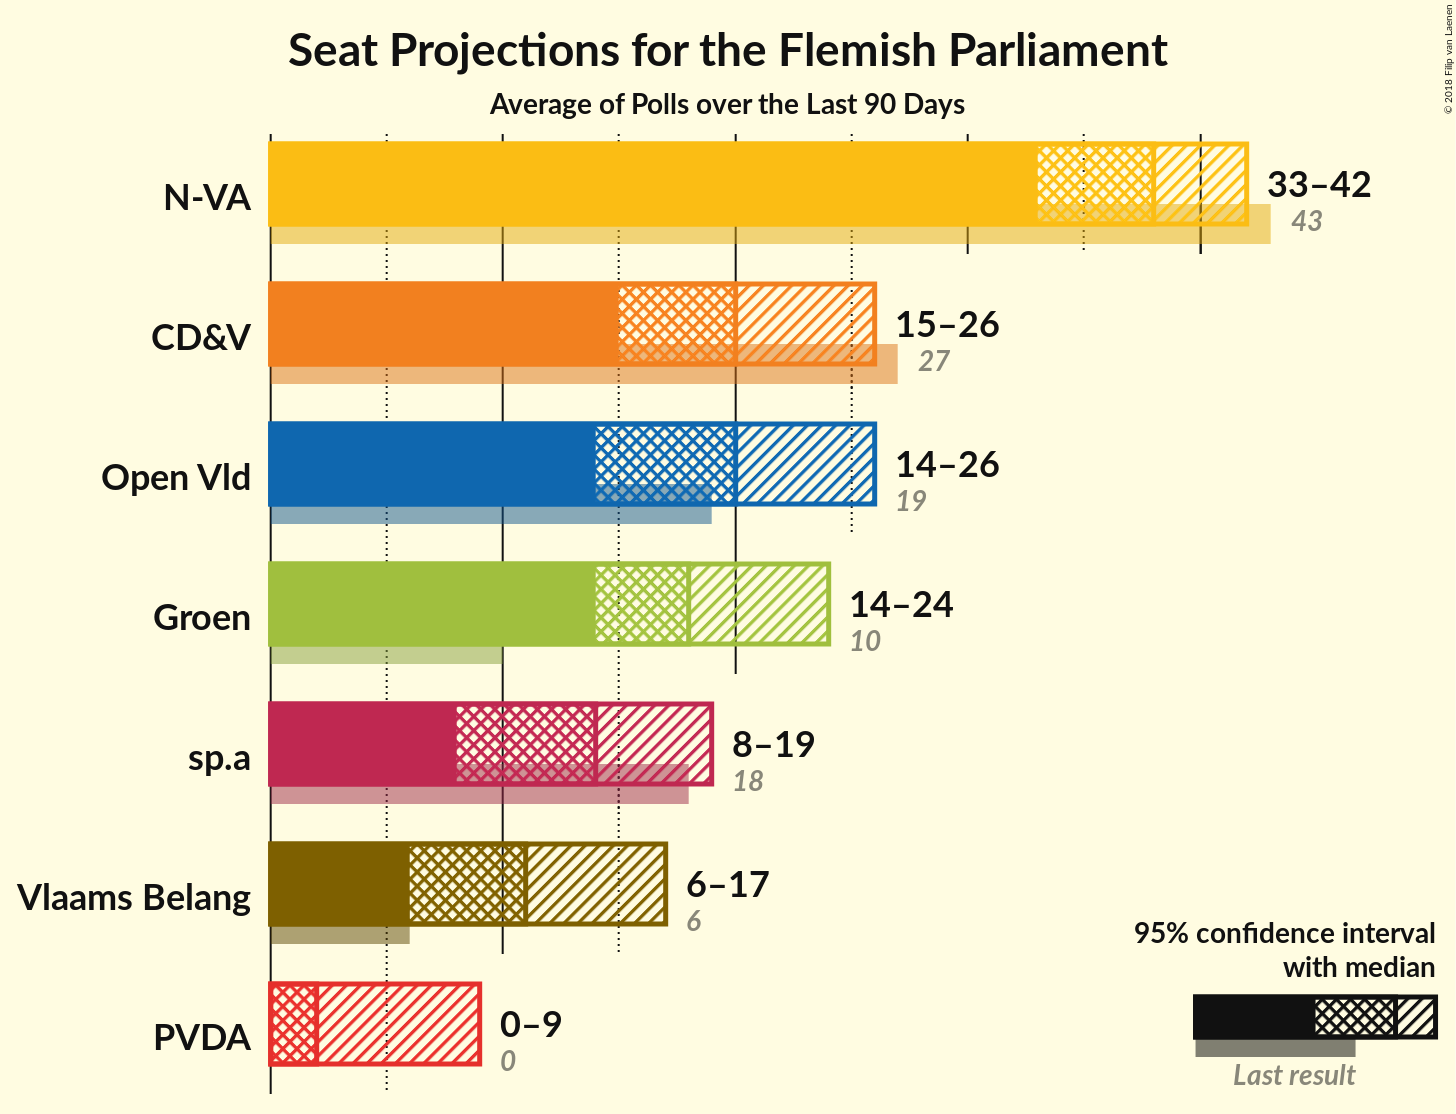 Seat Projections for the Flemish Parliament
Average of Polls over the Last 90 Days
© 2018 Filip van Laenen
N-VA
33–42
43
CD&V
15–26
27
Open Vld
14–26
19
Groen
14–24
10
sp.a
8–19
18
Vlaams Belang
6–17
6
PVDA
0–9
0
95% confidence interval
with median
Last result